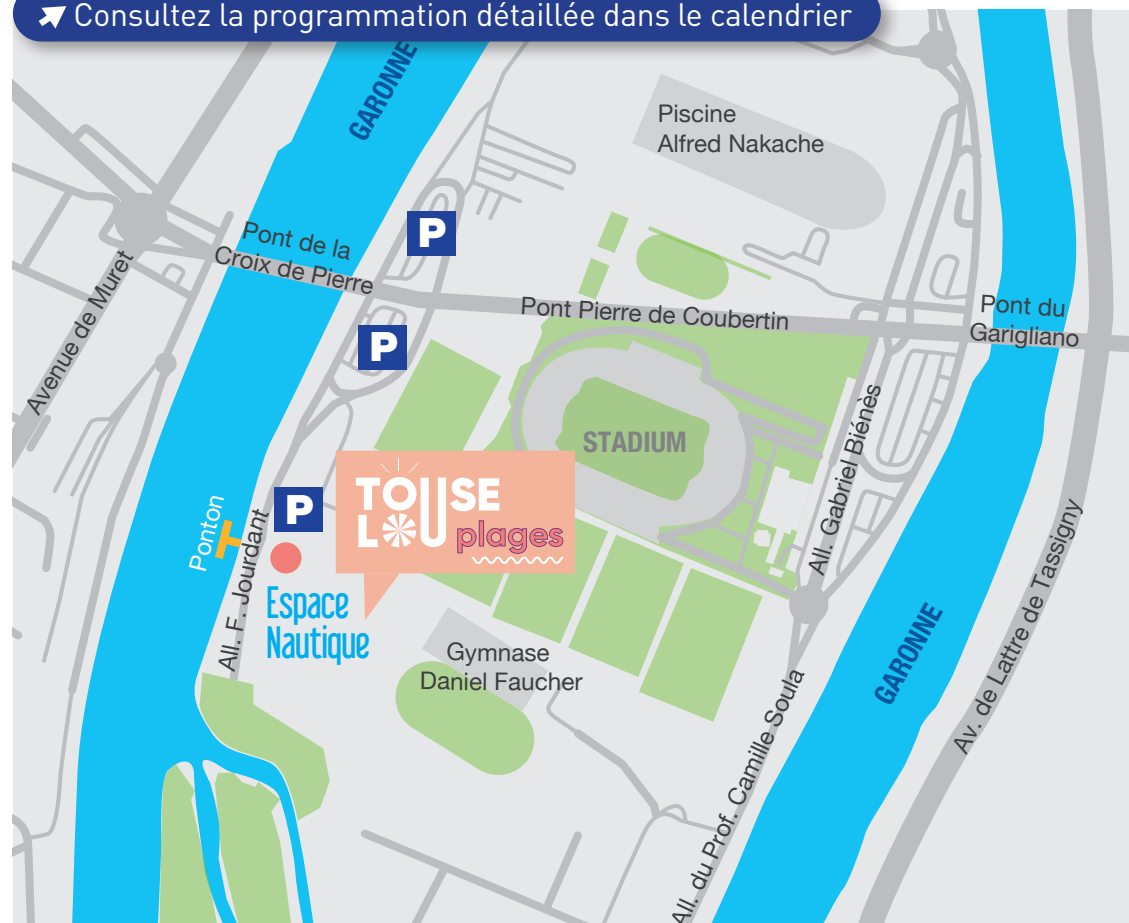 Consultez la programmation détaillée dans le calendrier
GARONNE
Piscine
Alfred Nakache
P
Pont de la
Croix de Pierre
Avenue de Muret
Pont Pierre de Coubertin
Pont du
Garigliano
P
STADIUM
All. Gabriel Biénès
TOU SE
LOU plages
P
Ponton
All. F. Jourdant
Espace
Nautique
Gymnase
Daniel Faucher
GARONNE
Av. de Lattre de Tassigny
All. du Prof. Camille Soula